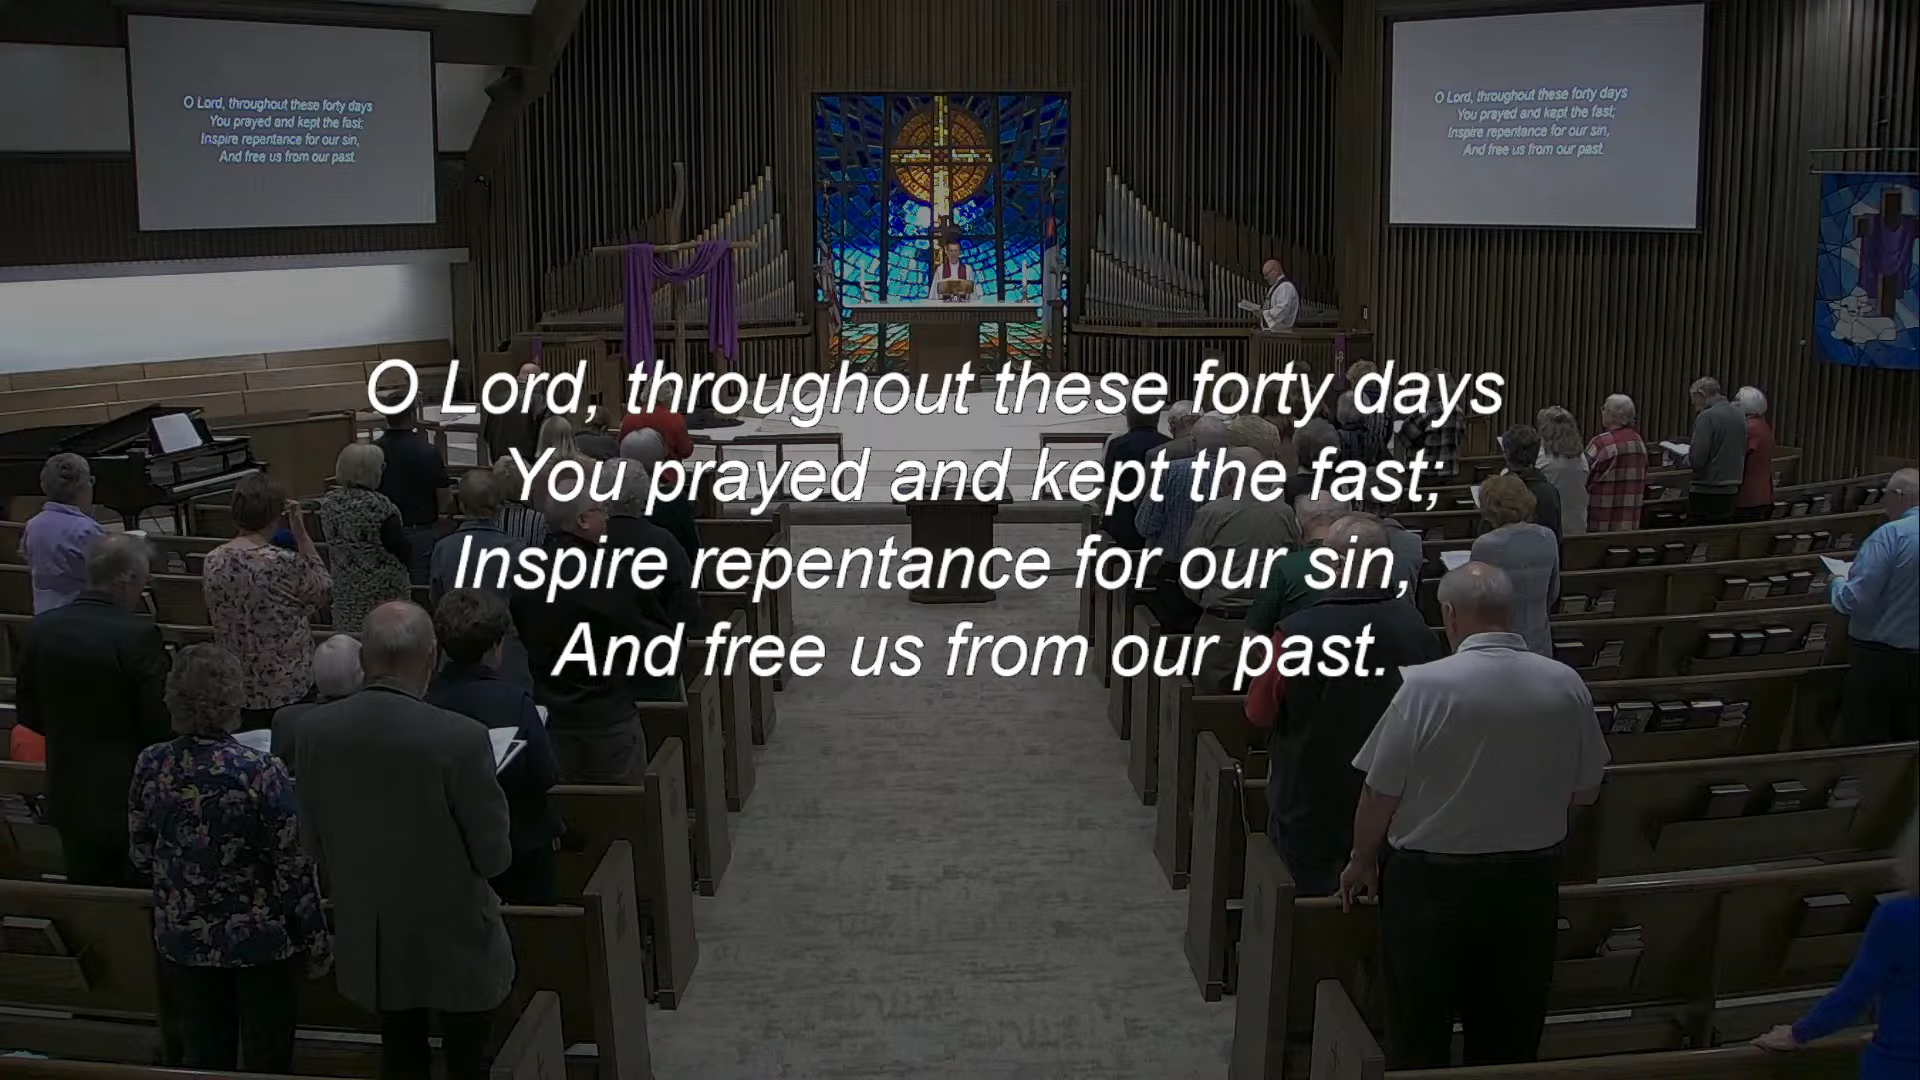 O Lord, throughout these forty days
You prayed and kept the fast;
Inspire repentance for our sin,
And free us from our past.
O Lord, throughout these forty days
You prayed and kept the fast;
Inspire repentance for our sin,
And free us from our past.
O Lord, throughout these forty days
You prayed and kept the fast;
Inspire repentance for our sin,
And free us from our past.